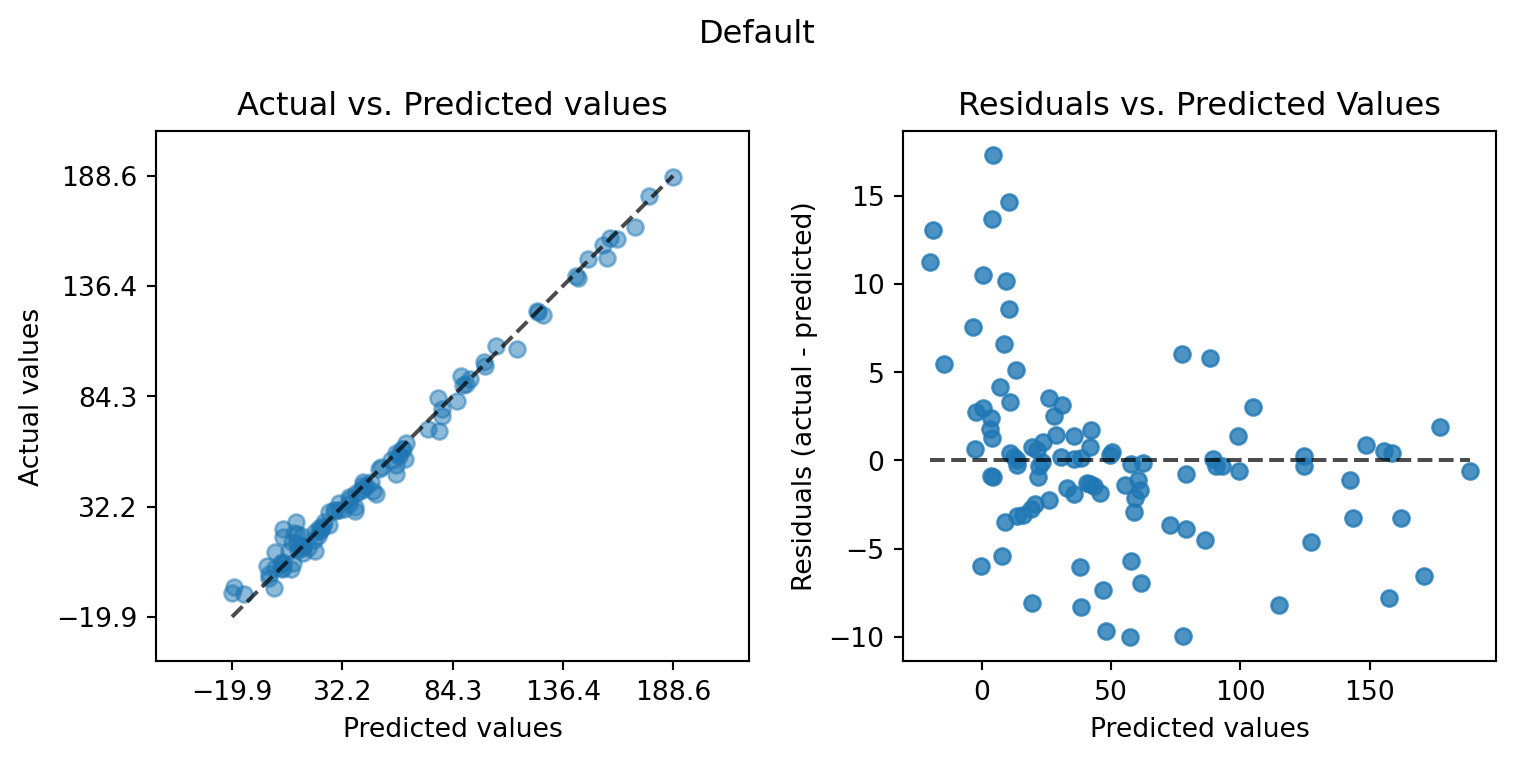 Default
Actual vs. Predicted values
Actual values
188.6
136.4
84.3
32.2
−19.9
−19.9 32.2 84.3 136.4 188.6
Predicted values
Residuals vs. Predicted Values
Residuals (actual - predicted)
15
10
5
0
−5
−10
0 50 100 150
Predicted values